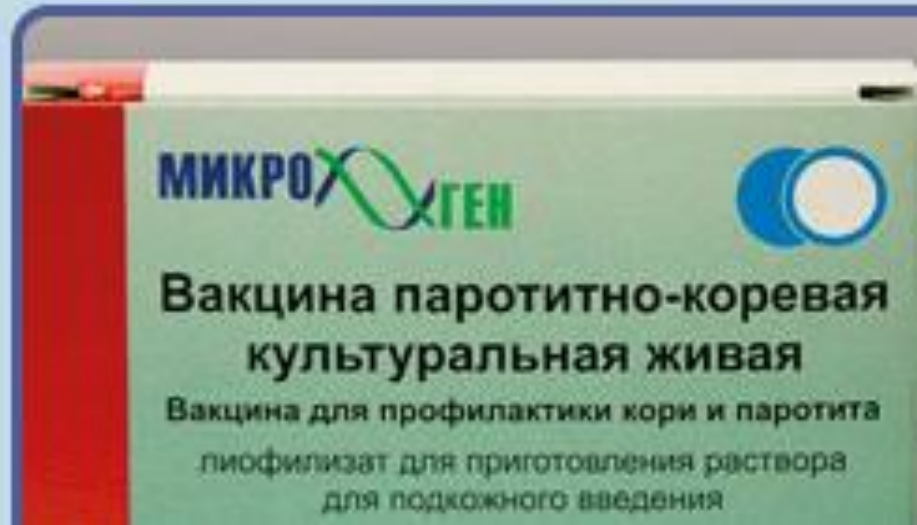 МИКРОГЕН
Вакцина паротитно-коревая
культуральная живая
Вакцина для профилактики кори и паротита
лиофилизат для приготовления раствора
для подкожного введения